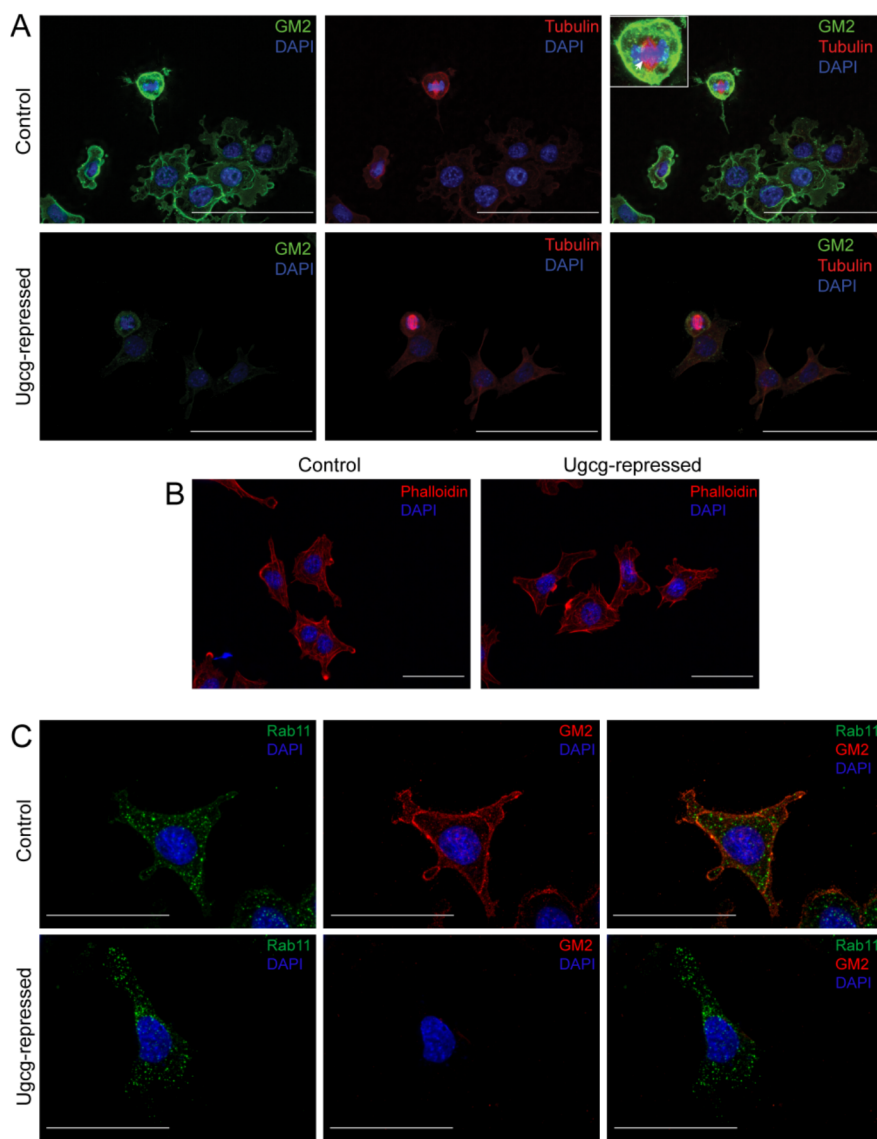 A
Control
GM2
DAPI
Tubulin
DAPI
GM2
Tubulin
DAPI
Ugcg-repressed
GM2
DAPI
Tubulin
DAPI
GM2
Tubulin
DAPI
B
Control
Ugcg-repressed
Phalloidin
DAPI
Phalloidin
DAPI
C
Control
Rab11
DAPI
GM2
DAPI
Rab11
GM2
DAPI
Ugcg-repressed
Rab11
DAPI
GM2
DAPI
Rab11
GM2
DAPI